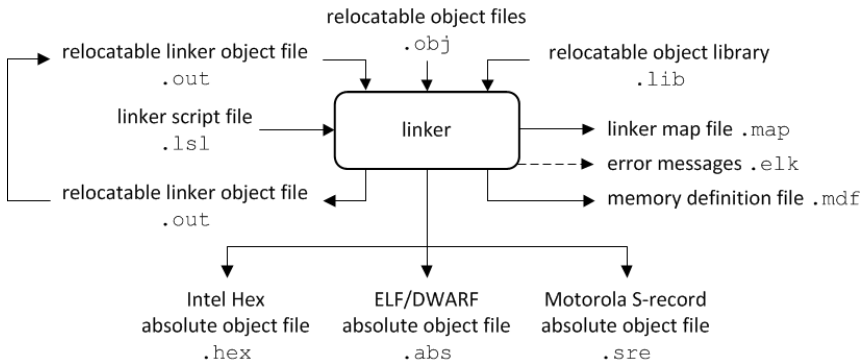 relocatable object files
.obj
relocatable linker object file
.out
relocatable object library
.lib
linker script file
.lsl
linker
linker map file .map
error messages .elk
relocatable linker object file
.out
memory definition file .mdf
Intel Hex
absolute object file
.hex
ELF/DWARF
absolute object file
.abs
Motorola S-record
absolute object file
.sre